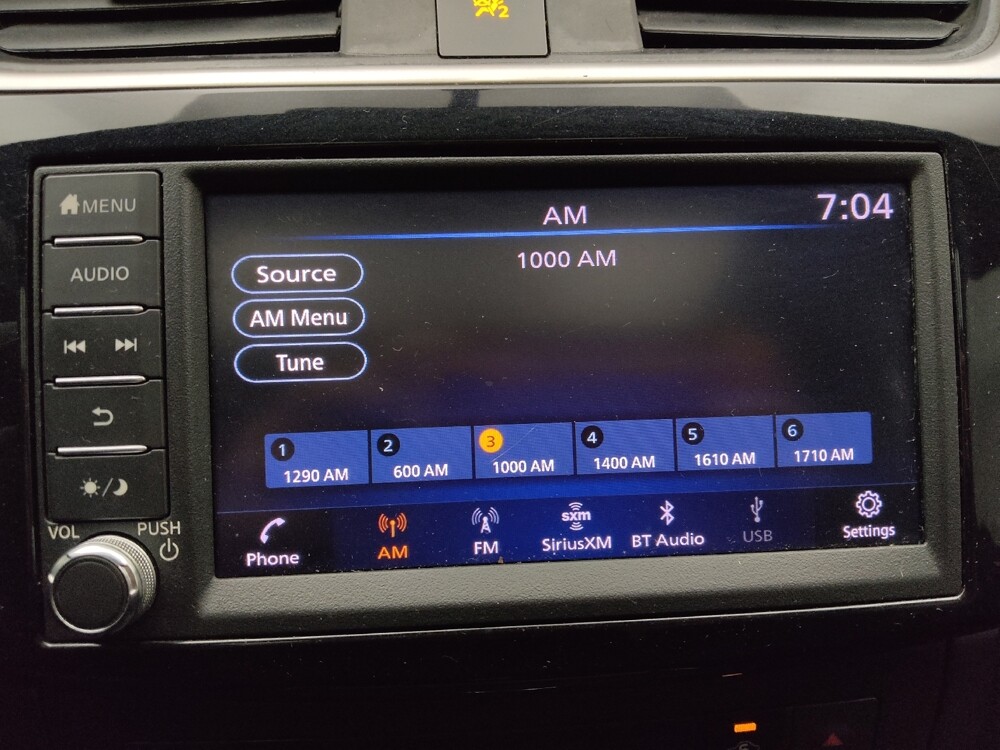 2
MENU
AUDIO
VOL
PUSH
AM
7:04
1000 AM
Source
AM Menu
Tune
1
1290 AM
2
600 AM
3
1000 AM
4
1400 AM
5
1610 AM
6
1710 AM
Phone
AM
FM
sxm
SiriusXM
BT Audio
USB
Settings